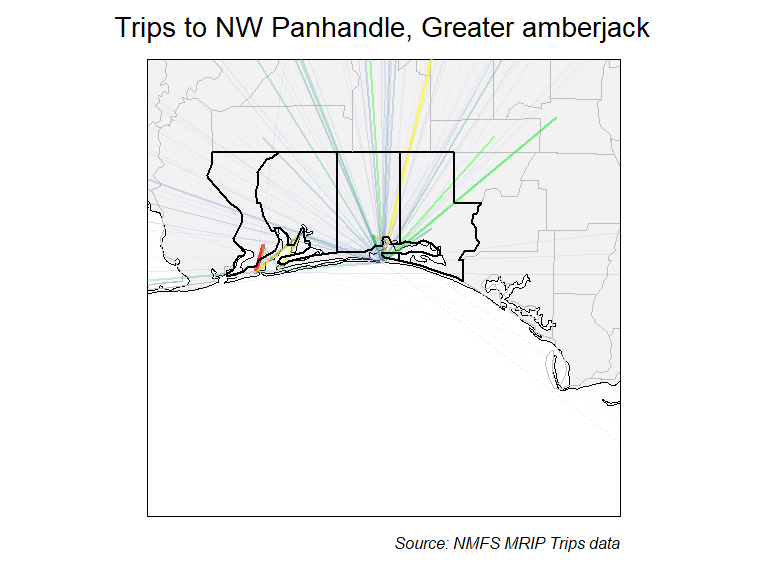 Trips to NW Panhandle, Greater amberjack
Source: NMFS MRIP Trips data